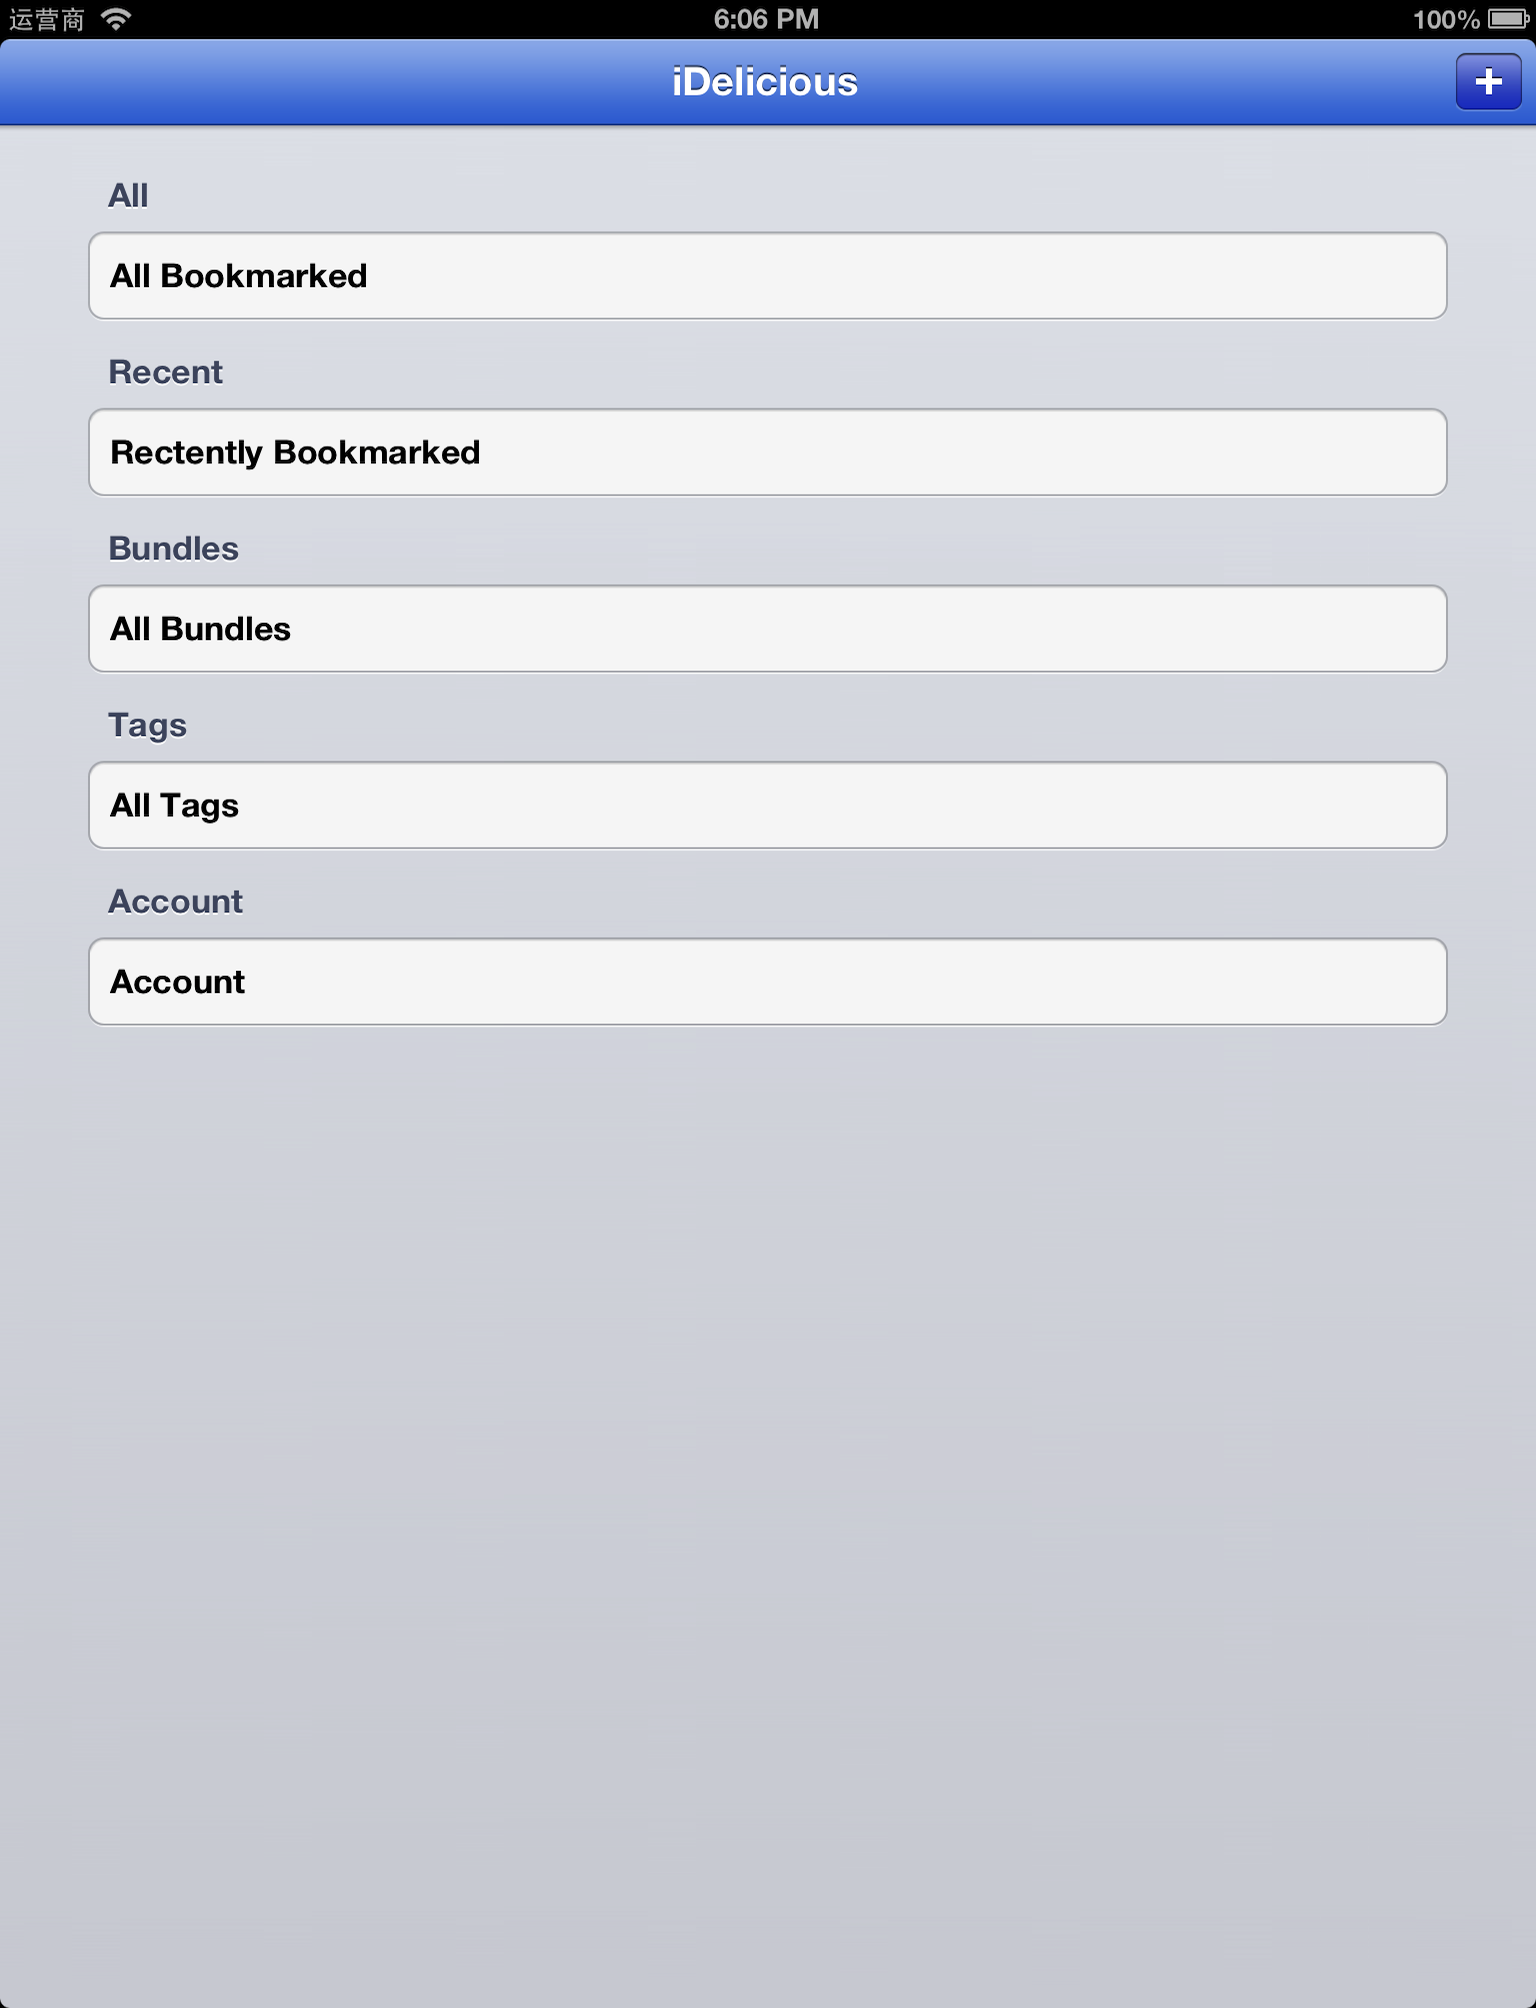 运营商 6:06 PM 100%
iDelicious +
All
All Bookmarked
Recent
Rectently Bookmarked
Bundles
All Bundles
Tags
All Tags
Account
Account